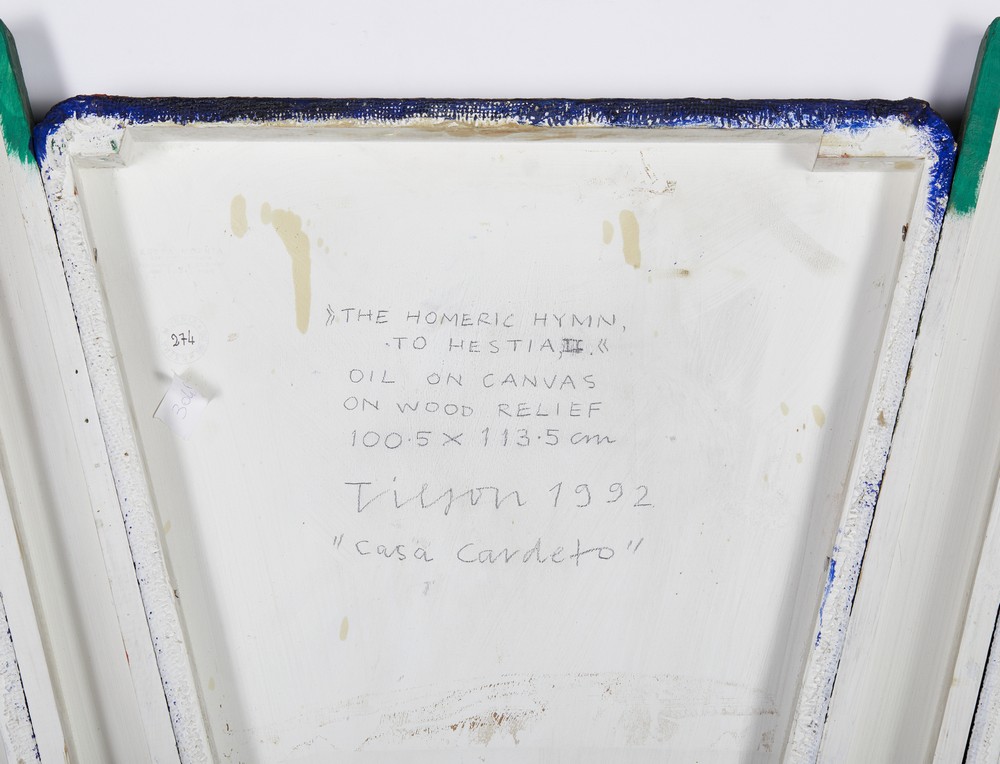 »THE HOMERIC HYMN,
TO HESTIA, II.«
OIL ON CANVAS
ON WOOD RELIEF
100·5 × 113·5 cm
Tilson 1992
"Casa Cardeto"
274